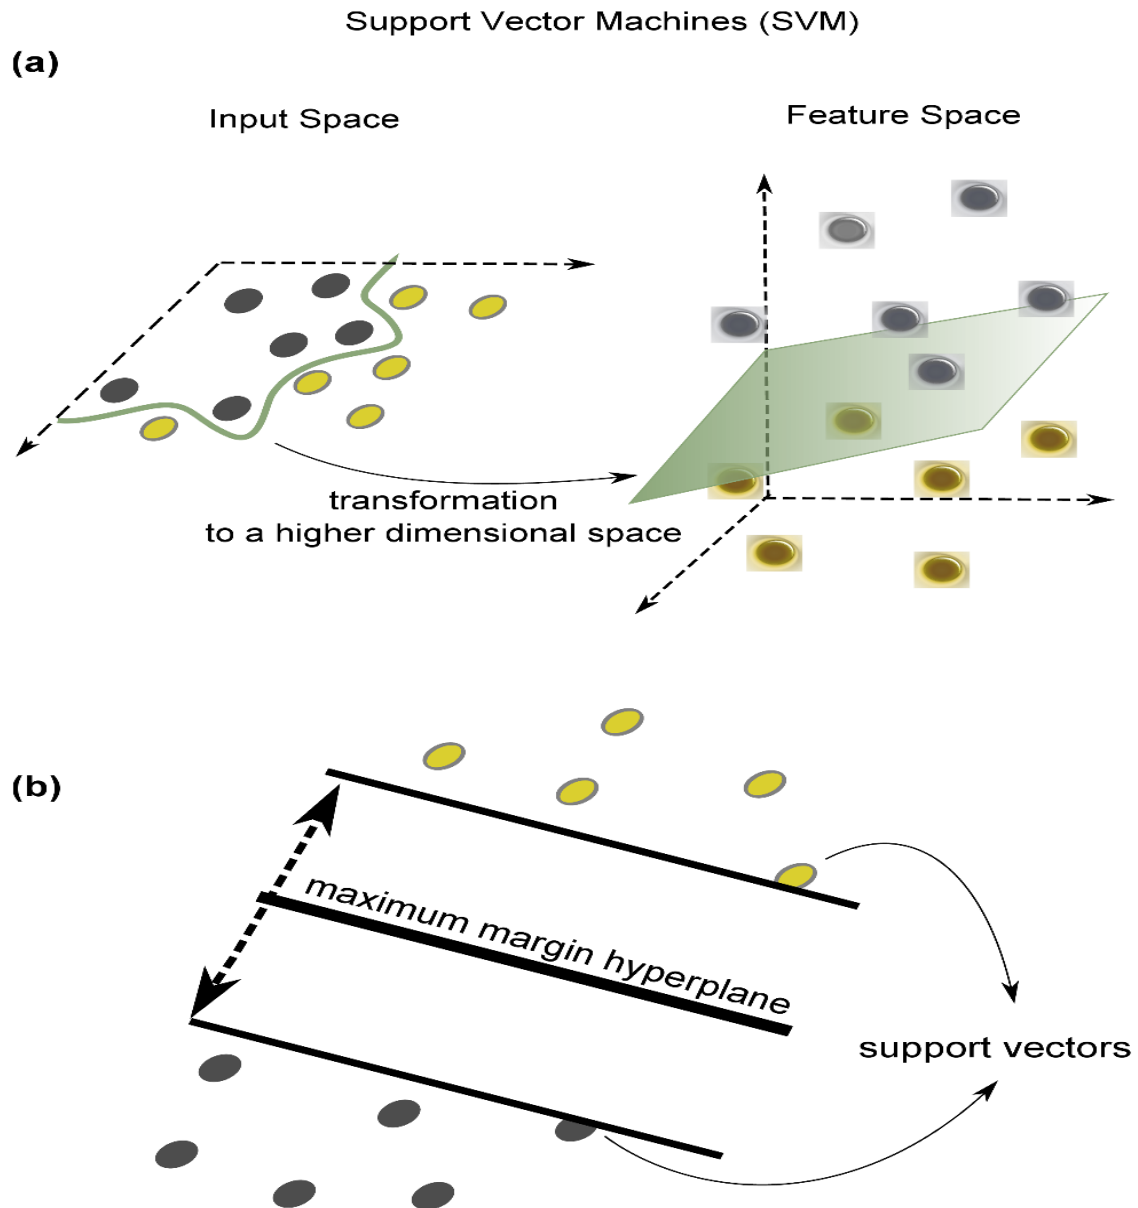 Support Vector Machines (SVM)
(a)
Input Space
Feature Space
transformation
to a higher dimensional space
(b)
maximum margin hyperplane
support vectors